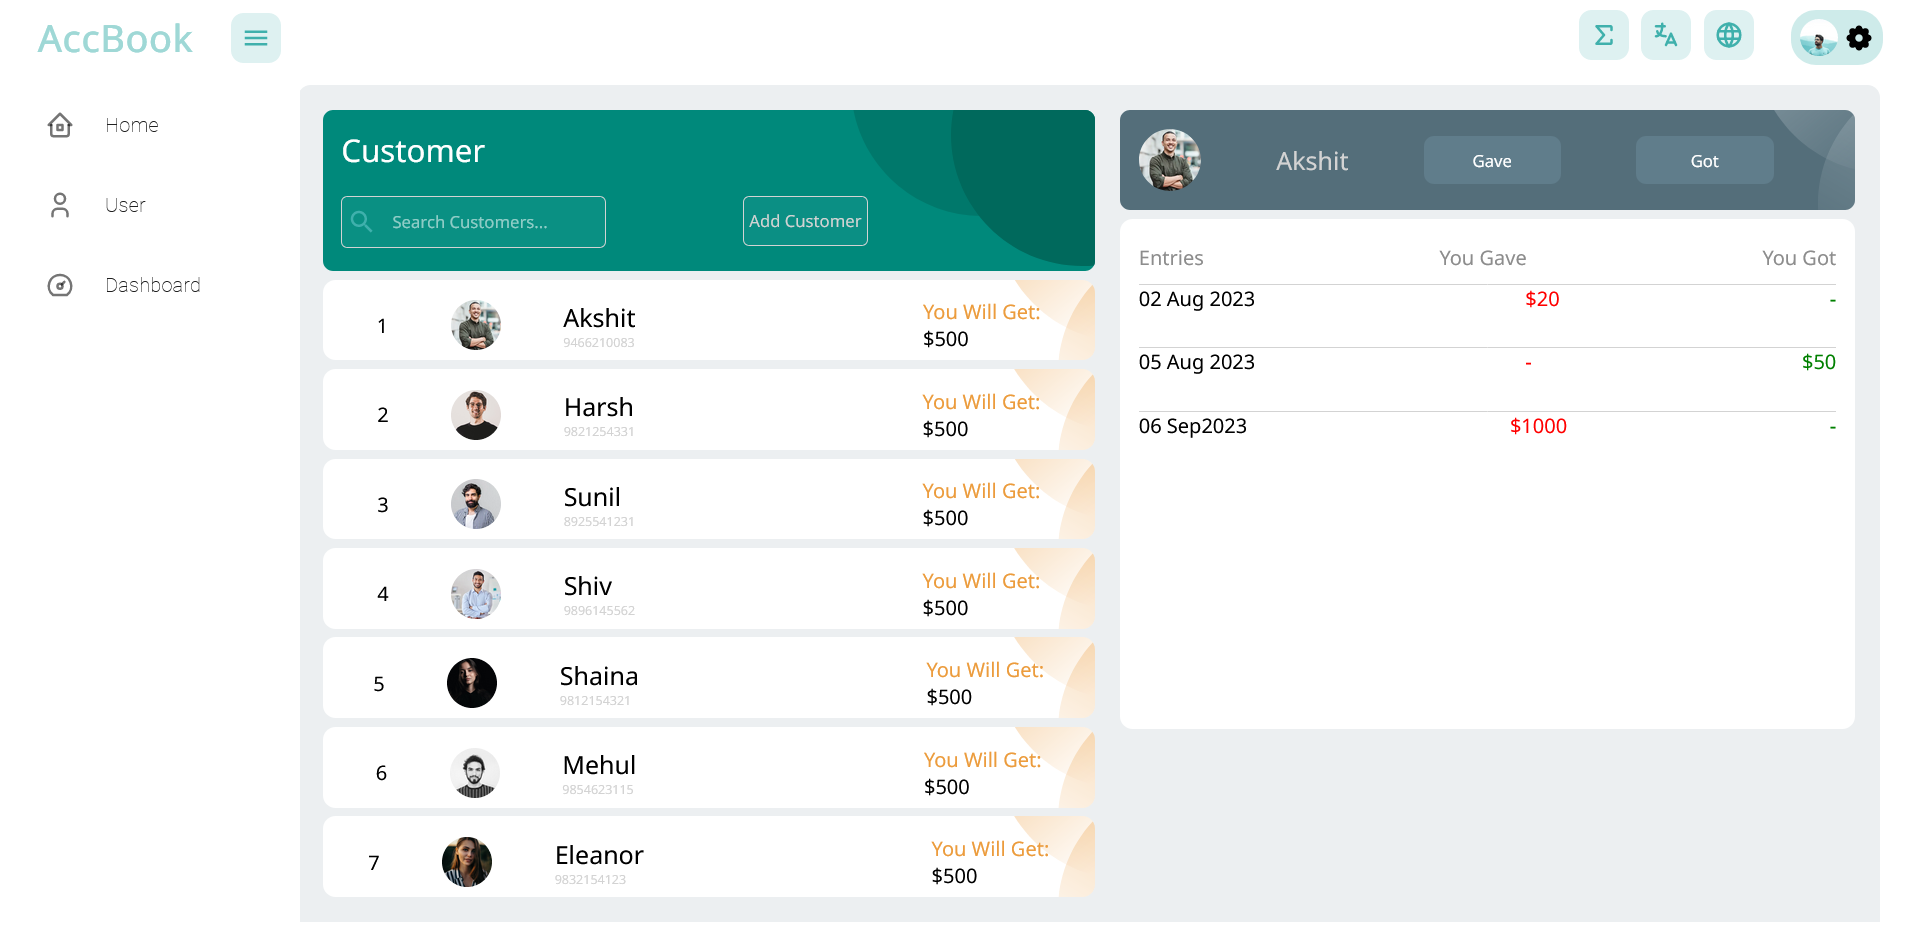 AccBook
Home
User
Dashboard
Customer
Search Customers...
Add Customer
1
Akshit
9466210083
You Will Get:
$500
2
Harsh
9821254331
You Will Get:
$500
3
Sunil
8925541231
You Will Get:
$500
4
Shiv
9896145562
You Will Get:
$500
5
Shaina
9812154321
You Will Get:
$500
6
Mehul
9854623115
You Will Get:
$500
7
Eleanor
9832154123
You Will Get:
$500
Akshit
Gave
Got
Entries You Gave You Got
02 Aug 2023 $20 -
05 Aug 2023 - $50
06 Sep2023 $1000 -